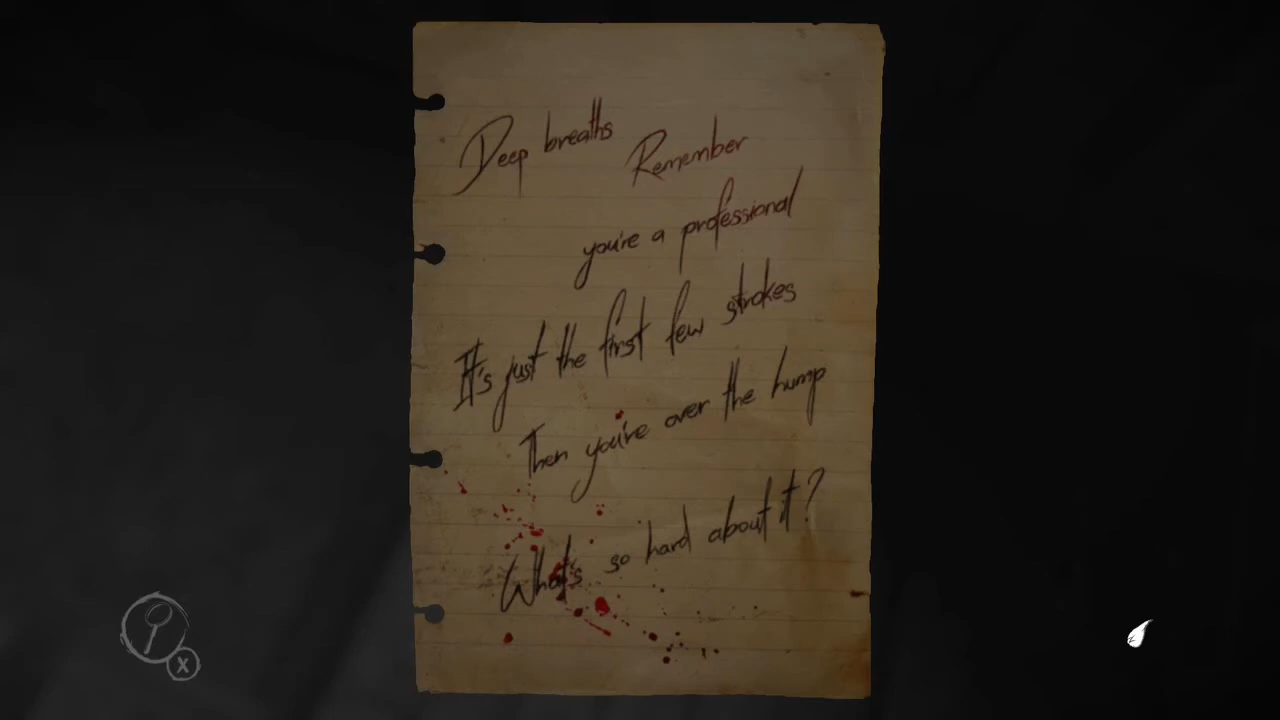 Deep breaths
Remember
you're a professional
It's just the first few strokes
Then you're over the hump
What's so hard about it?
X